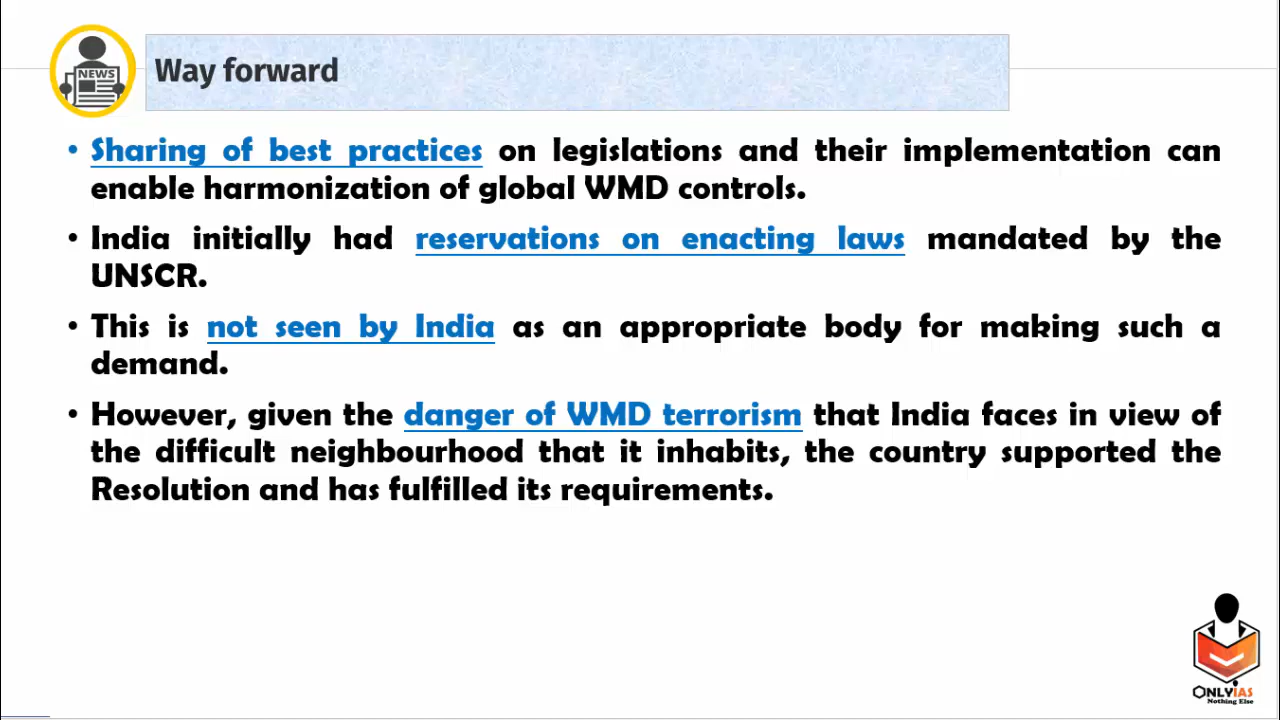 NEWS
Way forward
• Sharing of best practices on legislations and their implementation can
enable harmonization of global WMD controls.
• India initially had reservations on enacting laws mandated by the
UNSCR.
• This is not seen by India as an appropriate body for making such a
demand.
• However, given the danger of WMD terrorism that India faces in view of
the difficult neighbourhood that it inhabits, the country supported the
Resolution and has fulfilled its requirements.
ONLYIAS
Nothing Else